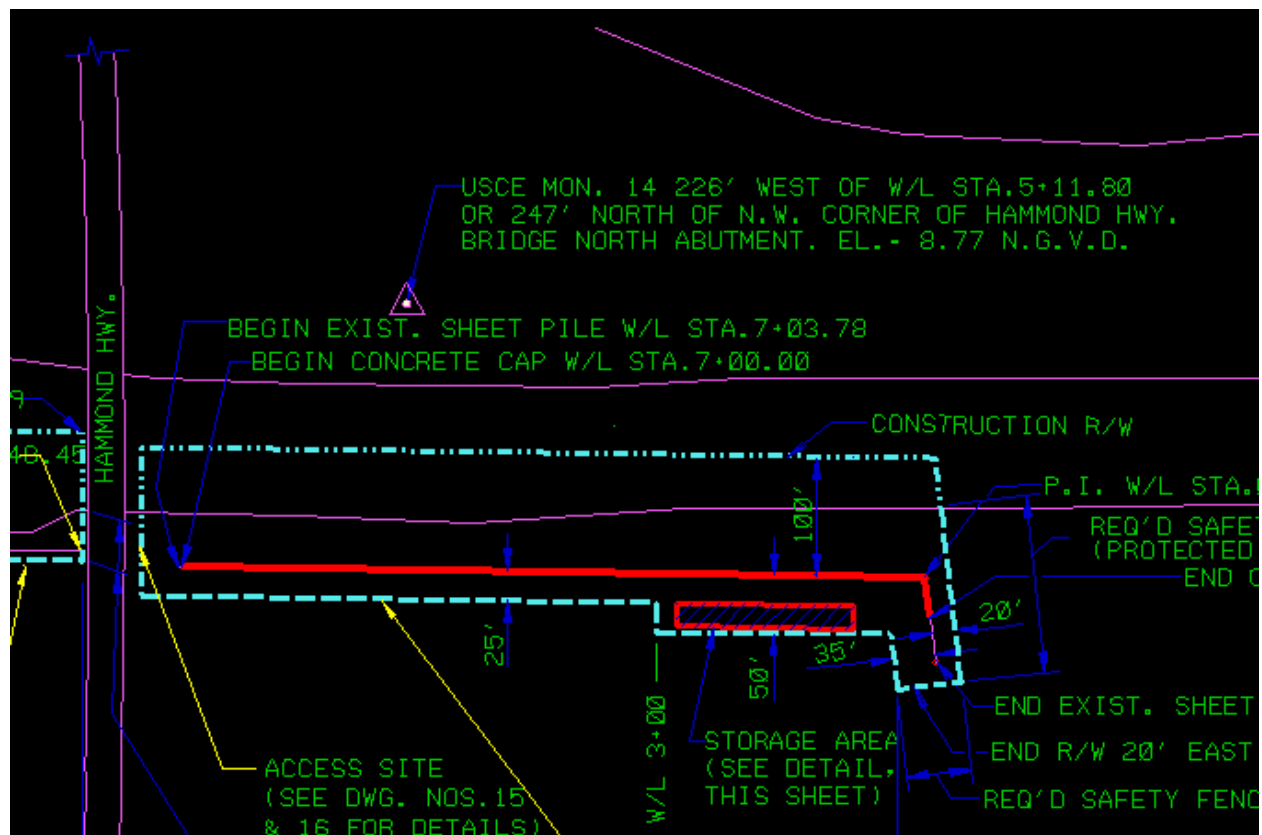 USCE MON. 14 226' WEST OF W/L STA.5+11.80
OR 247' NORTH OF N.W. CORNER OF HAMMOND HWY.
BRIDGE NORTH ABUTMENT. EL.- 8.77 N.G.V.D.
HAMMOND HWY.
BEGIN EXIST. SHEET PILE W/L STA.7+03.78
BEGIN CONCRETE CAP W/L STA.7+00.00
CONSTRUCTION R/W
P.I. W/L STA.
REQ'D SAFE
(PROTECTED
END
100'
20'
25'
35'
50'
W/L 3+00
END EXIST. SHEET
END R/W 20' EAST
REQ'D SAFETY FENC
STORAGE AREA
(SEE DETAIL,
THIS SHEET)
ACCESS SITE
(SEE DWG. NOS.15
& 16 FOR DETAILS)